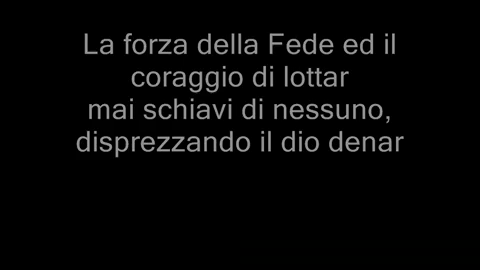 La forza della Fede ed il
coraggio di lottar
mai schiavi di nessuno,
disprezzando il dio denar